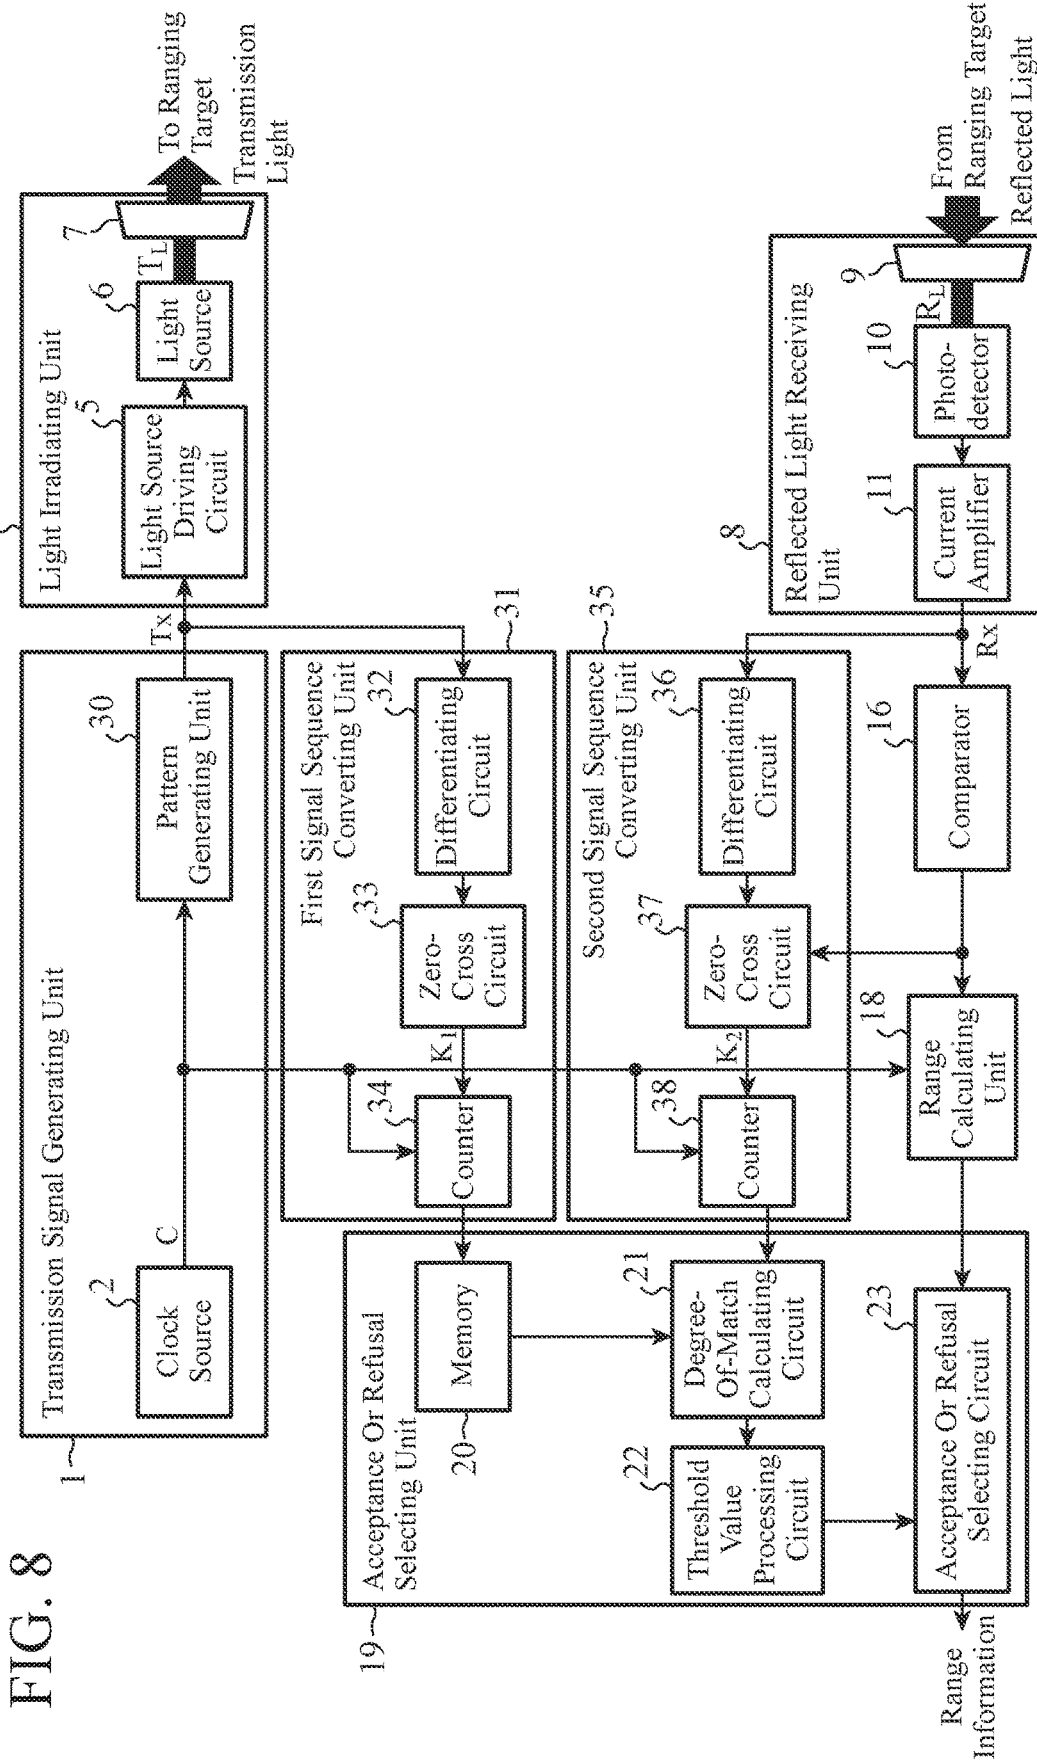 FIG. 8
1
Transmission Signal Generating Unit
2
Clock
Source
C
30
Pattern
Generating Unit
Tx
Light Irradiating Unit
5
Light Source
Driving
Circuit
6
Light
Source
TL
7
To Ranging
Target
Transmission
Light
First Signal Sequence
Converting Unit
31
32
Differentiating
Circuit
33
Zero-
Cross
Circuit
K1
34
Counter
Second Signal Sequence
Converting Unit
35
36
Differentiating
Circuit
37
Zero-
Cross
Circuit
K2
38
Counter
8
Reflected Light Receiving
Unit
9
RL
10
Photo-
detector
11
Current
Amplifier
From
Ranging Target
Reflected Light
Rx
16
Comparator
18
Range
Calculating
Unit
19
Acceptance Or Refusal
Selecting Unit
20
Memory
21
Degree-
Of-Match
Calculating
Circuit
22
Threshold
Value
Processing
Circuit
23
Acceptance Or Refusal
Selecting Circuit
Range
Information